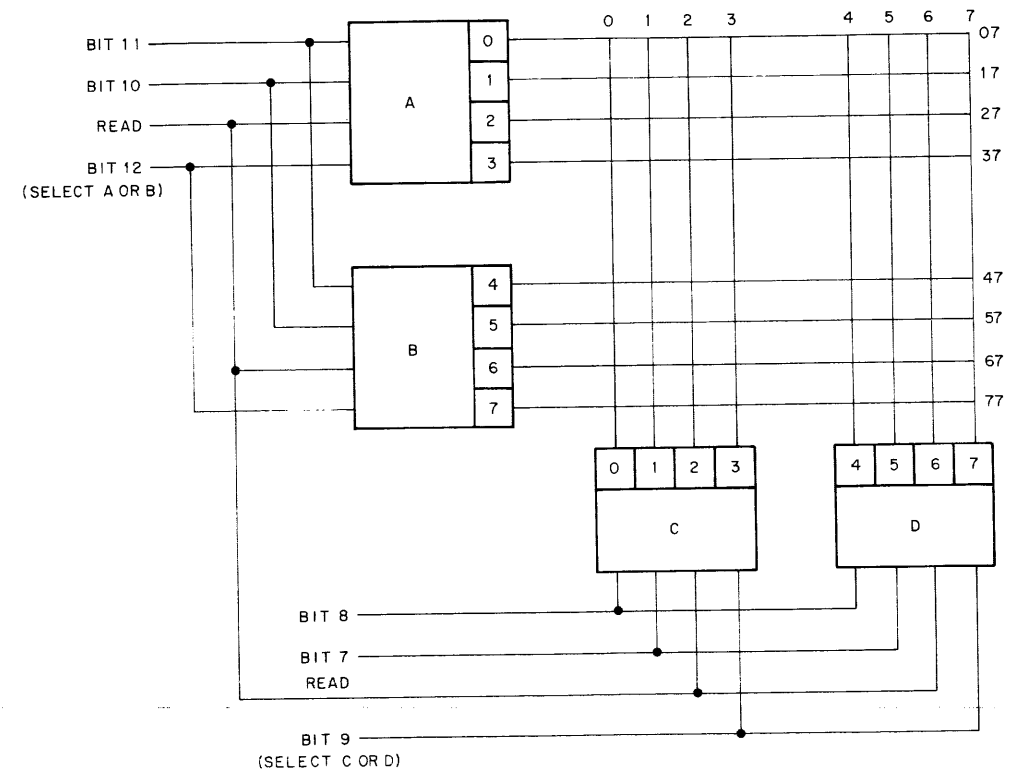 0 1 2 3 4 5 6 7
BIT 11
BIT 10
READ
BIT 12
(SELECT A OR B)
A
0
1
2
3
07
17
27
37
B
4
5
6
7
47
57
67
77
0 1 2 3
C
4 5 6 7
D
BIT 8
BIT 7
READ
BIT 9
(SELECT C OR D)